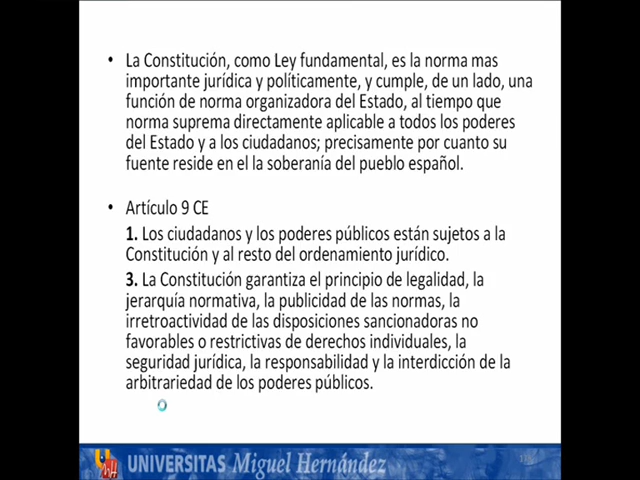 • La Constitución, como Ley fundamental, es la norma mas
importante jurídica y políticamente, y cumple, de un lado, una
función de norma organizadora del Estado, al tiempo que
norma suprema directamente aplicable a todos los poderes
del Estado y a los ciudadanos; precisamente por cuanto su
fuente reside en el la soberanía del pueblo español.
• Artículo 9 CE
1. Los ciudadanos y los poderes públicos están sujetos a la
Constitución y al resto del ordenamiento jurídico.
3. La Constitución garantiza el principio de legalidad, la
jerarquía normativa, la publicidad de las normas, la
irretroactividad de las disposiciones sancionadoras no
favorables o restrictivas de derechos individuales, la
seguridad jurídica, la responsabilidad y la interdicción de la
arbitrariedad de los poderes públicos.
UNIVERSITAS Miguel Hernández